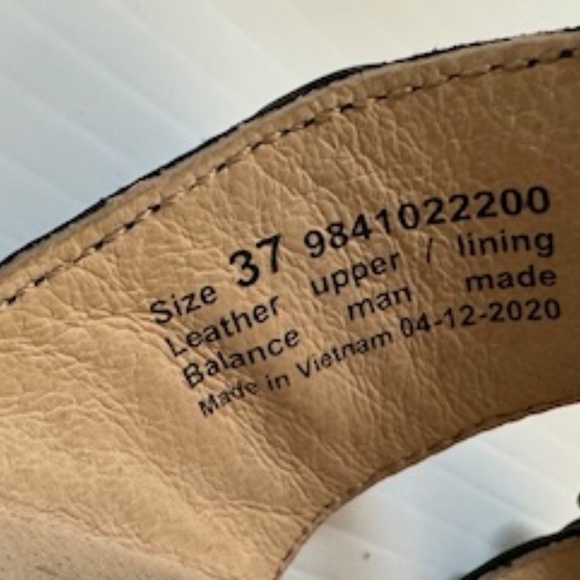 Size 37 9841022200
Leather upper / lining
Balance man made
Made in Vietnam 04-12-2020